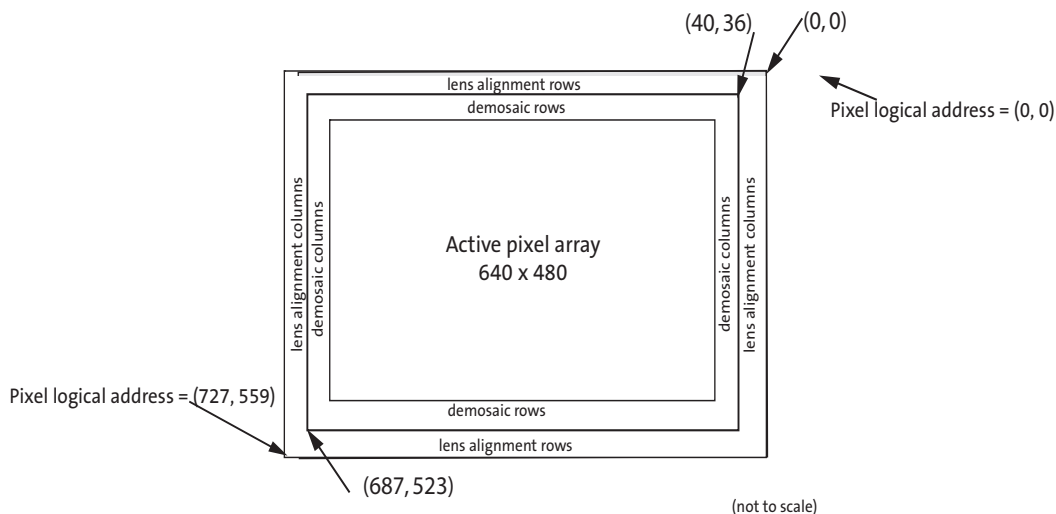 (40, 36)
(0, 0)
Pixel logical address = (0, 0)
lens alignment rows
demosaic rows
lens alignment columns
demosaic columns
Active pixel array
640 x 480
demosaic columns
lens alignment columns
Pixel logical address = (727, 559)
demosaic rows
lens alignment rows
(687, 523)
(not to scale)